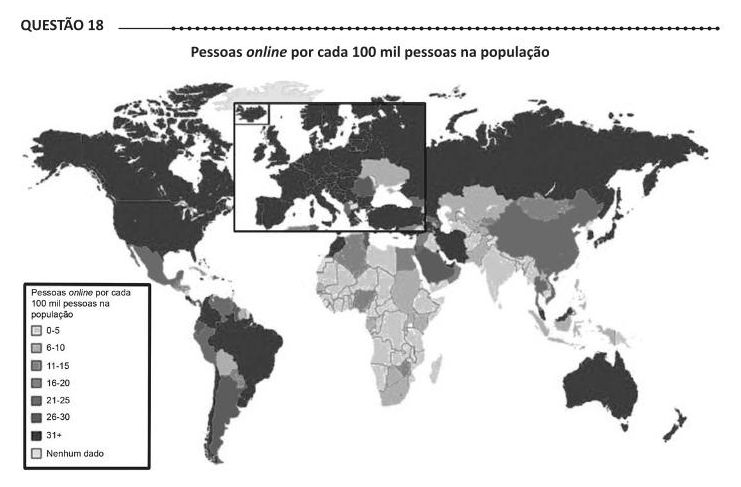 QUESTÃO 18
Pessoas online por cada 100 mil pessoas na população
Pessoas online por cada
100 mil pessoas na
população
0-5
6-10
11-15
16-20
21-25
26-30
31+
Nenhum dado